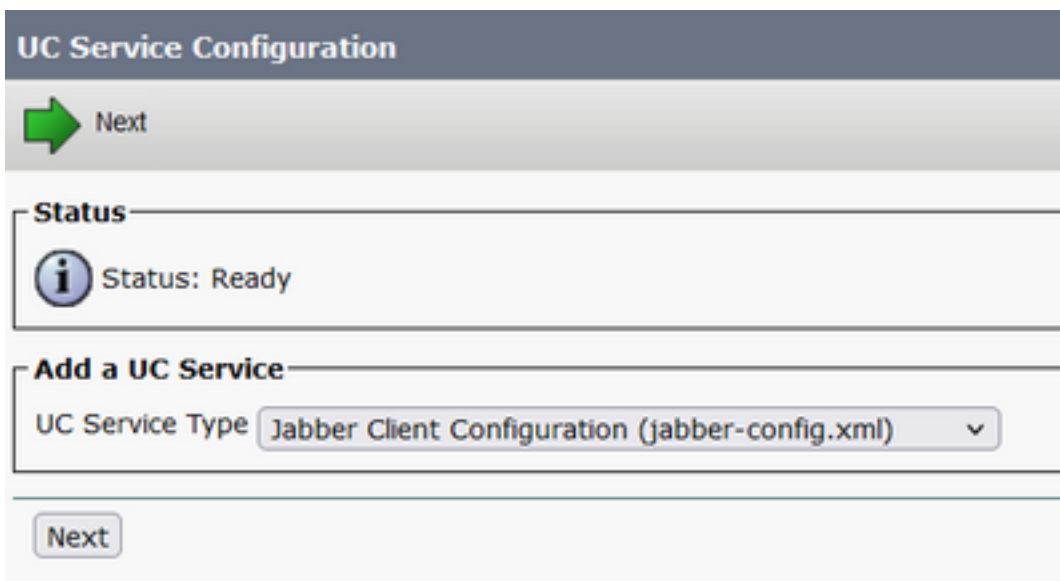 UC Service Configuration
Next
Status
Status: Ready
Add a UC Service
UC Service Type Jabber Client Configuration (jabber-config.xml)
Next